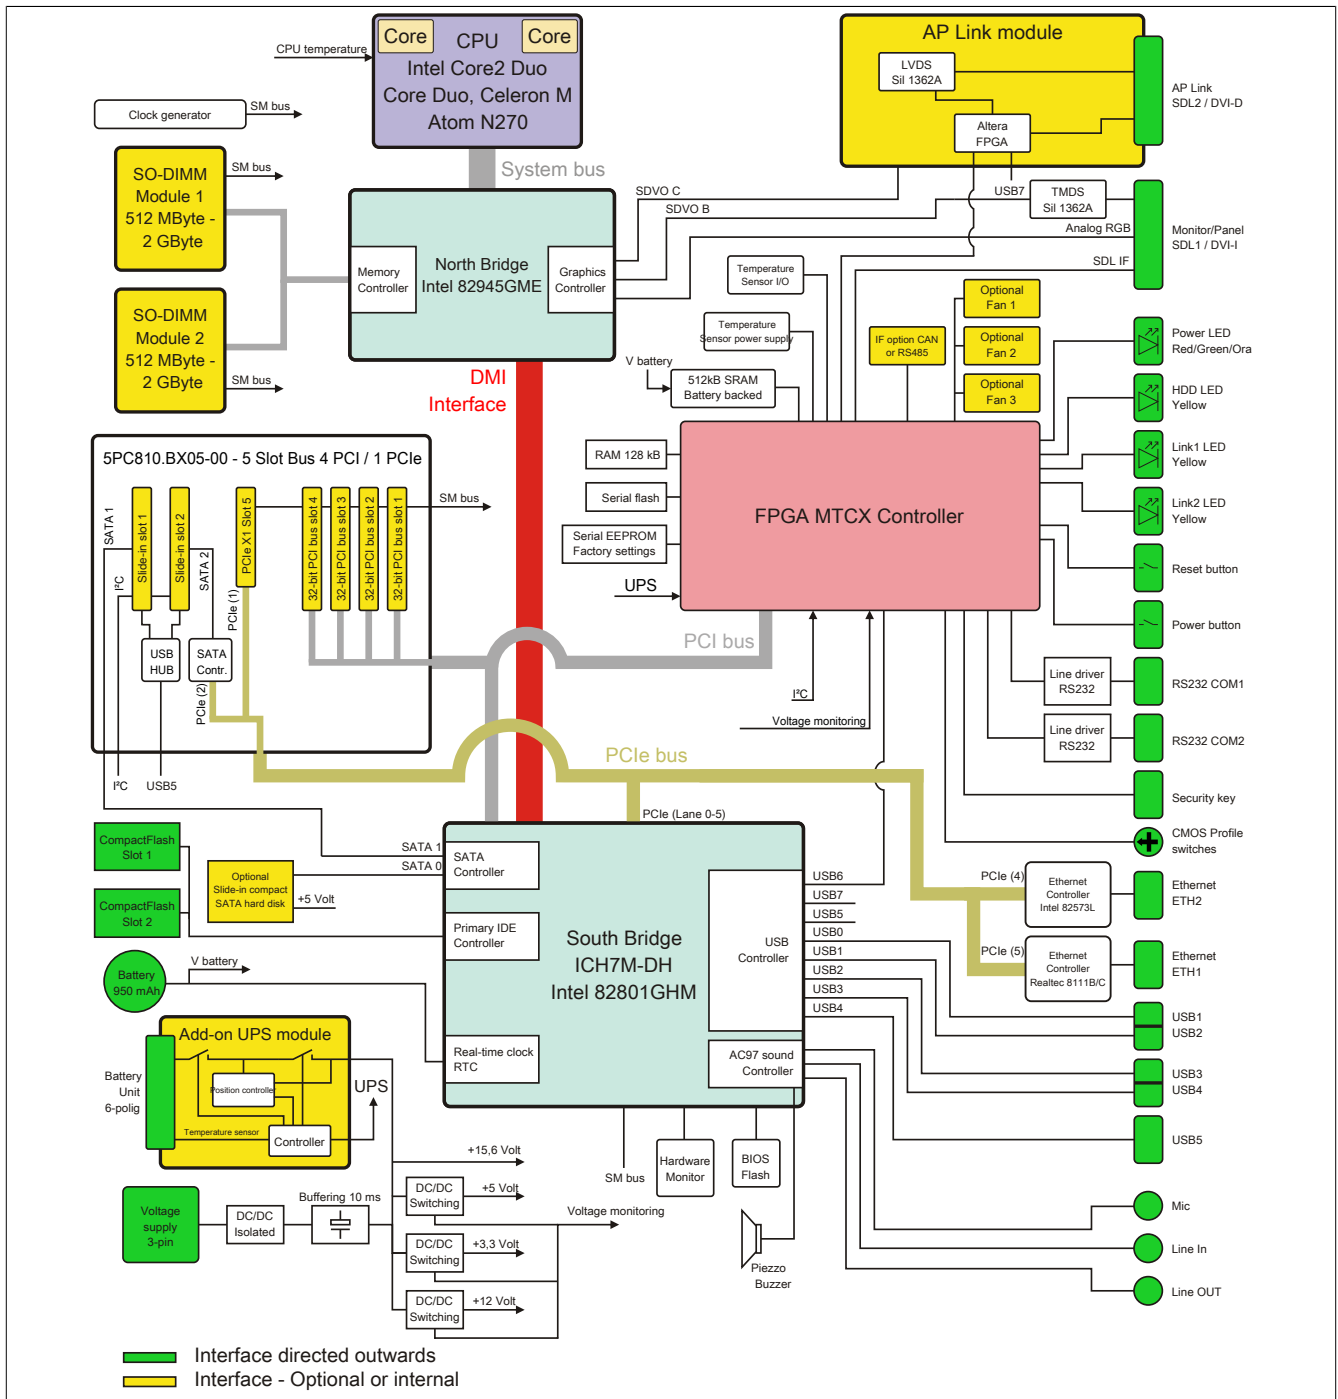 Core
CPU
Core
Intel Core2 Duo
Core Duo, Celeron M
Atom N270
CPU temperature
Clock generator
SM bus
System bus
AP Link module
LVDS
Sil 1362A
Altera
FPGA
AP Link
SDL2 / DVI-D
SO-DIMM
Module 1
512 MByte -
2 GByte
SM bus
SO-DIMM
Module 2
512 MByte -
2 GByte
SM bus
Memory
Controller
North Bridge
Intel 82945GME
Graphics
Controller
SDVO C
SDVO B
USB7
TMDS
Sil 1362A
Analog RGB
SDL IF
Monitor/Panel
SDL1 / DVI-I
Temperature
Sensor I/O
Temperature
Sensor power supply
V battery
512kB SRAM
Battery backed
IF option CAN
or RS485
Optional
Fan 1
Optional
Fan 2
Optional
Fan 3
Power LED
Red/Green/Ora
HDD LED
Yellow
Link1 LED
Yellow
Link2 LED
Yellow
Reset button
Power button
DMI
Interface
RAM 128 kB
Serial flash
Serial EEPROM
Factory settings
UPS
FPGA MTCX Controller
5PC810.BX05-00 - 5 Slot Bus 4 PCI / 1 PCIe
SATA 1
Slide-in slot 1
Slide-in slot 2
SATA 2
PCIe X1 Slot 5
32-bit PCI bus slot 4
32-bit PCI bus slot 3
32-bit PCI bus slot 2
32-bit PCI bus slot 1
SM bus
I²C
USB
HUB
SATA
Contr.
PCIe (1)
PCIe (2)
I²C
USB5
PCI bus
I²C
Voltage monitoring
Line driver
RS232
RS232 COM1
Line driver
RS232
RS232 COM2
Security key
CMOS Profile
switches
PCIe bus
PCIe (Lane 0-5)
CompactFlash
Slot 1
CompactFlash
Slot 2
Optional
Slide-in compact
SATA hard disk
+5 Volt
SATA 1
SATA 0
SATA
Controller
Primary IDE
Controller
South Bridge
ICH7M-DH
Intel 82801GHM
USB
Controller
USB6
USB7
USB5
USB0
USB1
USB2
USB3
USB4
PCIe (4)
Ethernet
Controller
Intel 82573L
Ethernet
ETH2
PCIe (5)
Ethernet
Controller
Realtec 8111B/C
Ethernet
ETH1
Battery
950 mAh
V battery
Real-time clock
RTC
AC97 sound
Controller
USB1
USB2
USB3
USB4
USB5
Add-on UPS module
Battery
Unit
6-polig
Position controller
Temperature sensor
Controller
UPS
SM bus
Hardware
Monitor
BIOS
Flash
Piezzo
Buzzer
Mic
Line In
Line OUT
Voltage
supply
3-pin
DC/DC
Isolated
Buffering 10 ms
+15,6 Volt
DC/DC
Switching
+5 Volt
Voltage monitoring
DC/DC
Switching
+3,3 Volt
DC/DC
Switching
+12 Volt
Interface directed outwards
Interface - Optional or internal